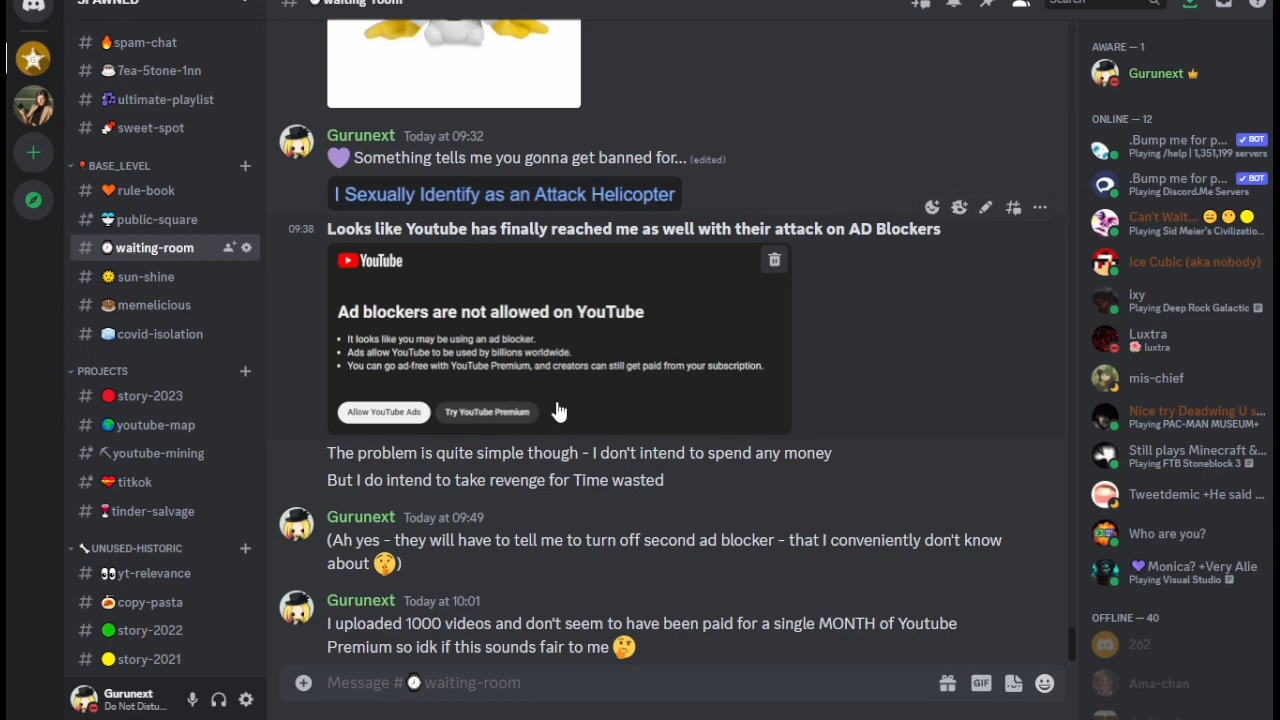 SPAWNED
waiting room
Search
spam-chat
7ea-5tone-1nn
ultimate-playlist
sweet-spot
BASE_LEVEL
rule-book
public-square
waiting-room
sun-shine
memelicious
covid-isolation
PROJECTS
story-2023
youtube-map
youtube-mining
titkok
tinder-salvage
UNUSED-HISTORIC
yt-relevance
copy-pasta
story-2022
story-2021
Gurunext
Do Not Distu...
Gurunext Today at 09:32
💜 Something tells me you gonna get banned for... (edited)
I Sexually Identify as an Attack Helicopter
09:38 Looks like Youtube has finally reached me as well with their attack on AD Blockers
YouTube
Ad blockers are not allowed on YouTube
• It looks like you may be using an ad blocker.
• Ads allow YouTube to be used by billions worldwide.
• You can go ad-free with YouTube Premium, and creators can still get paid from your subscription.
Allow YouTube Ads Try YouTube Premium
The problem is quite simple though - I don't intend to spend any money
But I do intend to take revenge for Time wasted
Gurunext Today at 09:49
(Ah yes - they will have to tell me to turn off second ad blocker - that I conveniently don't know
about 🤫)
Gurunext Today at 10:01
I uploaded 1000 videos and don't seem to have been paid for a single MONTH of Youtube
Premium so idk if this sounds fair to me 🤔
Message #⌚waiting-room
GIF
AWARE — 1
Gurunext
ONLINE — 12
.Bump me for p... ✓ BOT
Playing /help | 1,351,199 servers
.Bump me for p... ✓ BOT
Playing Discord.Me Servers
Can't Wait...
Playing Sid Meier's Civilizatio...
Ice Cubic (aka nobody)
ixy
Playing Deep Rock Galactic
Luxtra
luxtra
mis-chief
Nice try Deadwing U s...
Playing PAC-MAN MUSEUM+
Still plays Minecraft &...
Playing FTB Stoneblock 3
Tweetdemic +He said ...
Who are you?
💜Monica? +Very Alie
Playing Visual Studio
OFFLINE — 40
262
Ama-chan